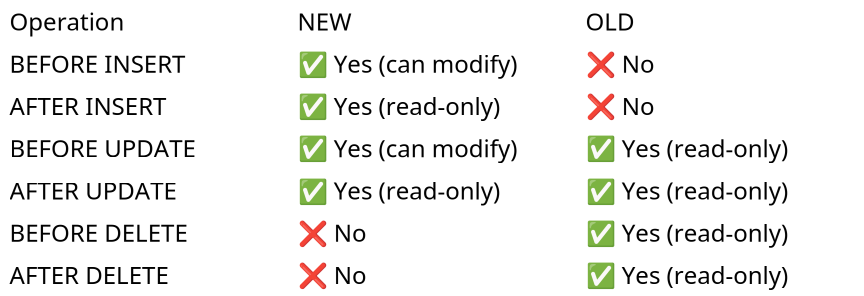 Operation NEW OLD
BEFORE INSERT ✅ Yes (can modify) ❌ No
AFTER INSERT ✅ Yes (read-only) ❌ No
BEFORE UPDATE ✅ Yes (can modify) ✅ Yes (read-only)
AFTER UPDATE ✅ Yes (read-only) ✅ Yes (read-only)
BEFORE DELETE ❌ No ✅ Yes (read-only)
AFTER DELETE ❌ No ✅ Yes (read-only)